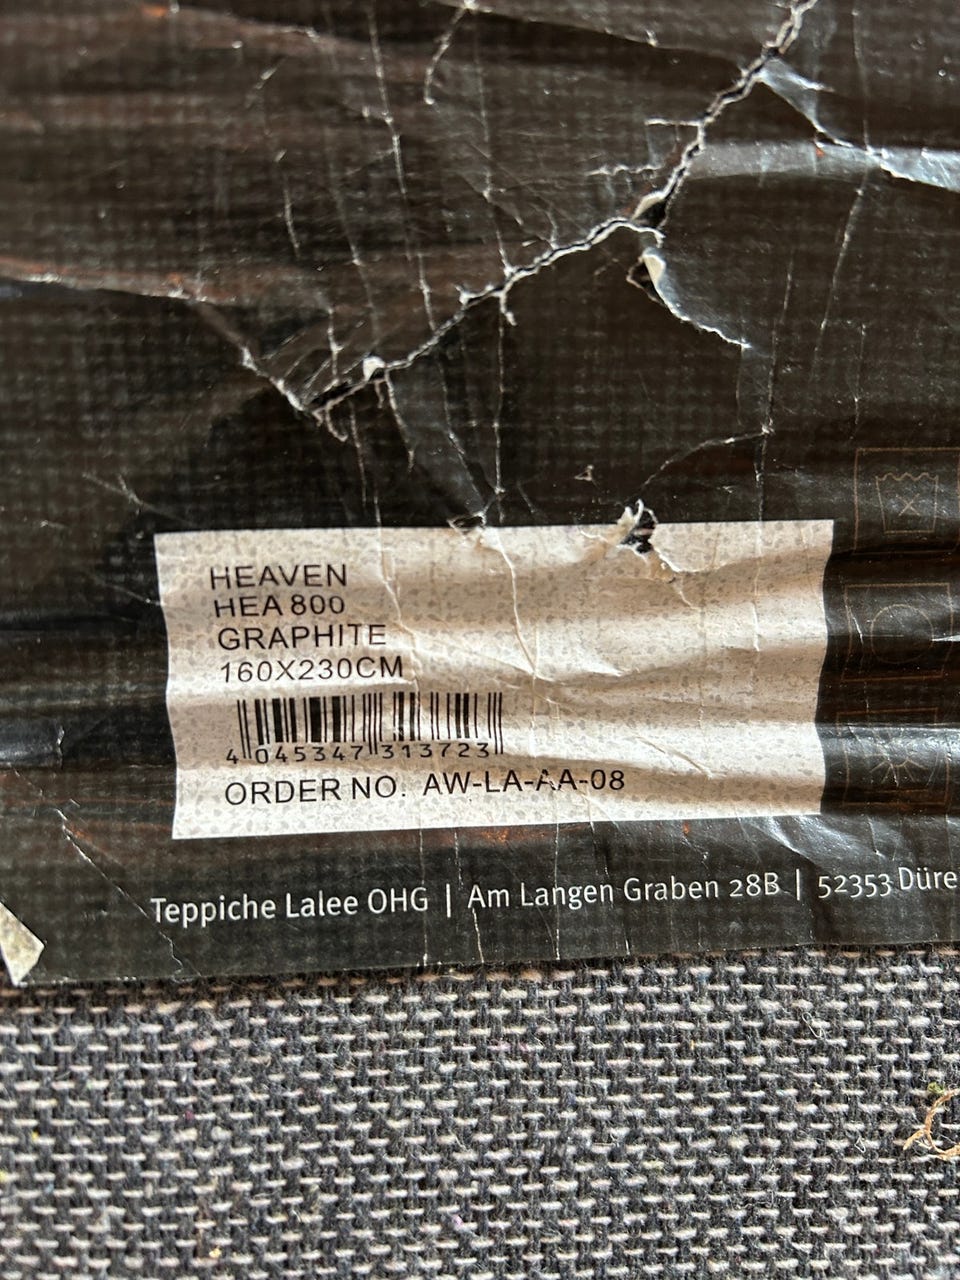 HEAVEN
HEA 800
GRAPHITE
160X230CM
4 045347 313723
ORDER NO. AW-LA-AA-08
Teppiche Lalee OHG | Am Langen Graben 28B | 52353 Düre